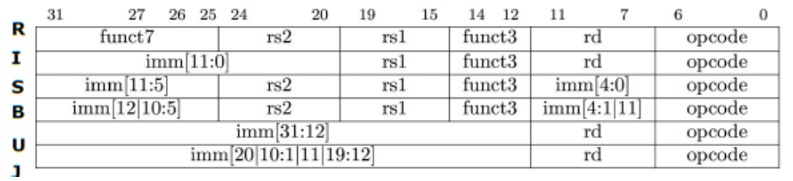 31 27 26 25 24 20 19 15 14 12 11 7 6 0
R funct7 rs2 rs1 funct3 rd opcode
I imm[11:0] rs1 funct3 rd opcode
S imm[11:5] rs2 rs1 funct3 imm[4:0] opcode
B imm[12|10:5] rs2 rs1 funct3 imm[4:1|11] opcode
U imm[31:12] rd opcode
J imm[20|10:1|11|19:12] rd opcode